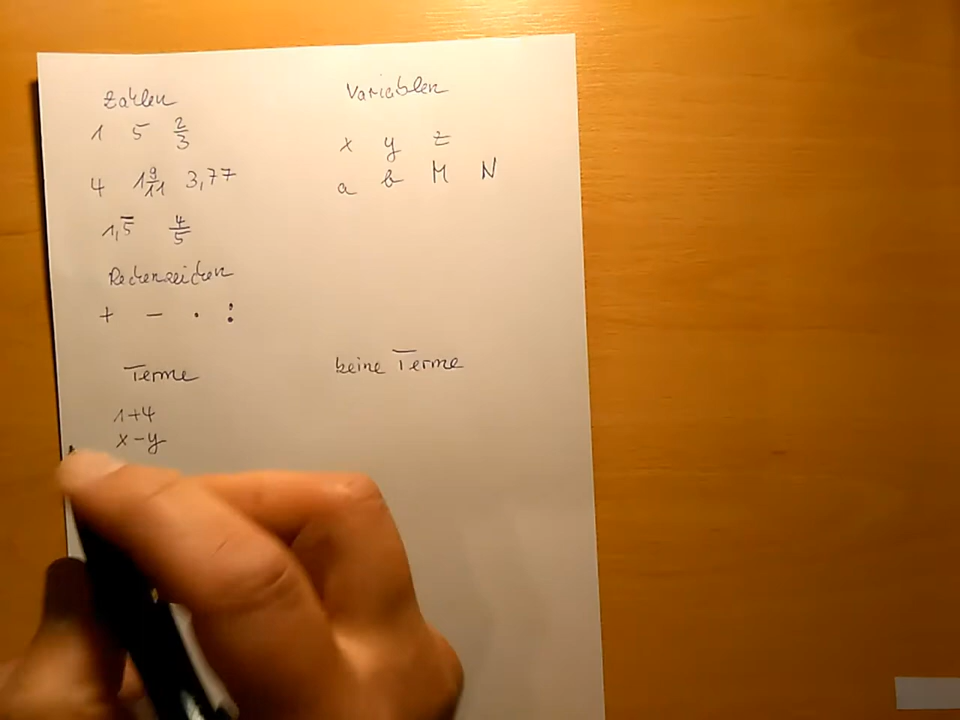 Zahlen
1 5 2/3
4 1 9/11 3,77
1,5̅ 4/5
Variablen
x y z
a b M N
Rechenzeichen
+ − · :
Terme
1+4
x−y
keine Terme